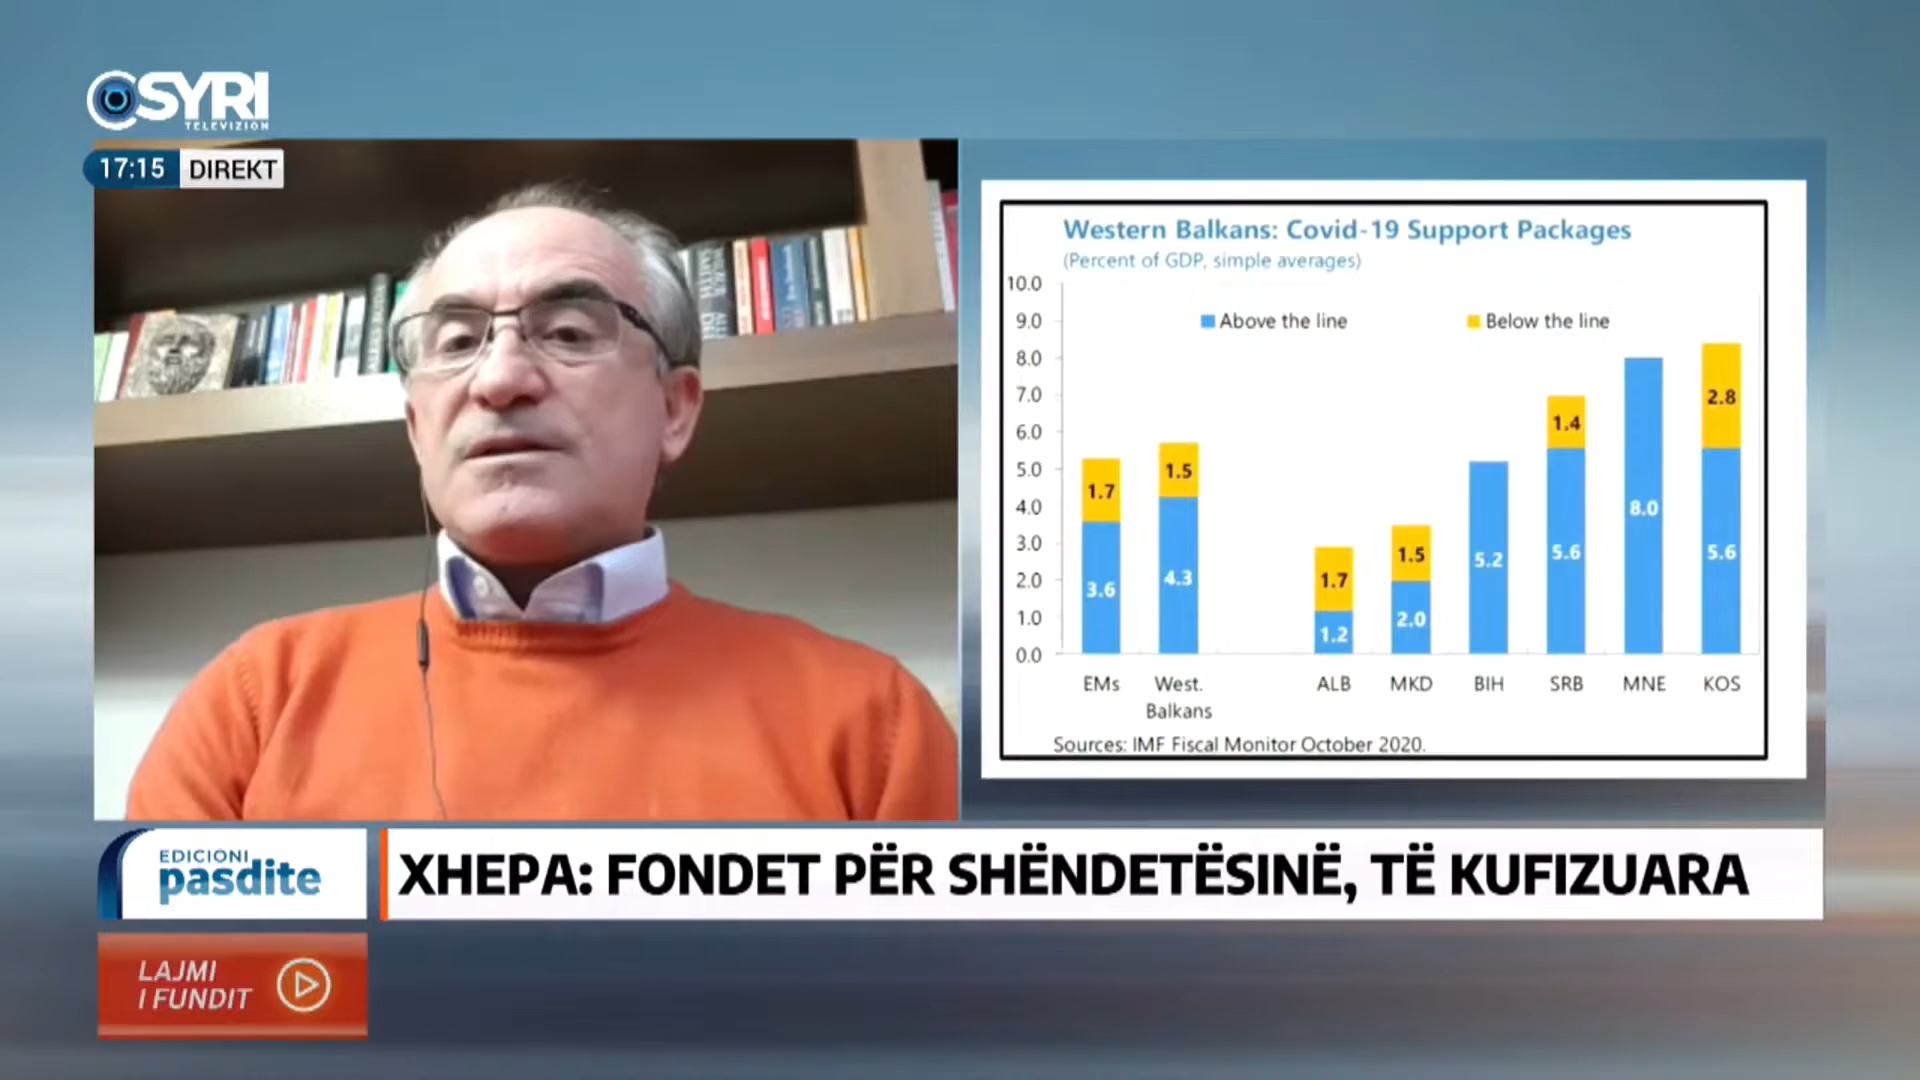 SYRI
TELEVIZION
17:15 DIREKT
Western Balkans: Covid-19 Support Packages
(Percent of GDP, simple averages)
10.0
9.0
8.0
7.0
6.0
5.0
4.0
3.0
2.0
1.0
0.0
Above the line
Below the line
1.7
3.6
1.5
4.3
1.7
1.2
1.5
2.0
5.2
1.4
5.6
8.0
2.8
5.6
EMs
West.
Balkans
ALB
MKD
BIH
SRB
MNE
KOS
Sources: IMF Fiscal Monitor October 2020.
EDICIONI
pasdite
XHEPA: FONDET PËR SHËNDETËSINË, TË KUFIZUARA
LAJMI
I FUNDIT